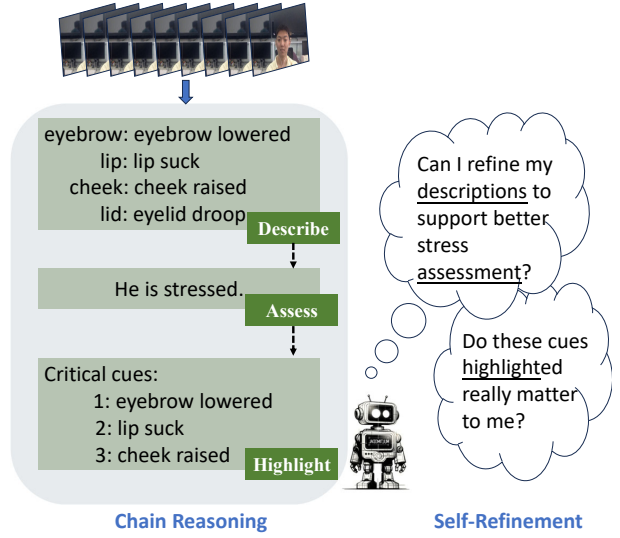 eyebrow: eyebrow lowered
lip: lip suck
cheek: cheek raised
lid: eyelid droop
Describe
He is stressed.
Assess
Critical cues:
1: eyebrow lowered
2: lip suck
3: cheek raised
Highlight
Chain Reasoning
Can I refine my
descriptions to
support better
stress
assessment?
Do these cues
highlighted
really matter
to me?
Self-Refinement